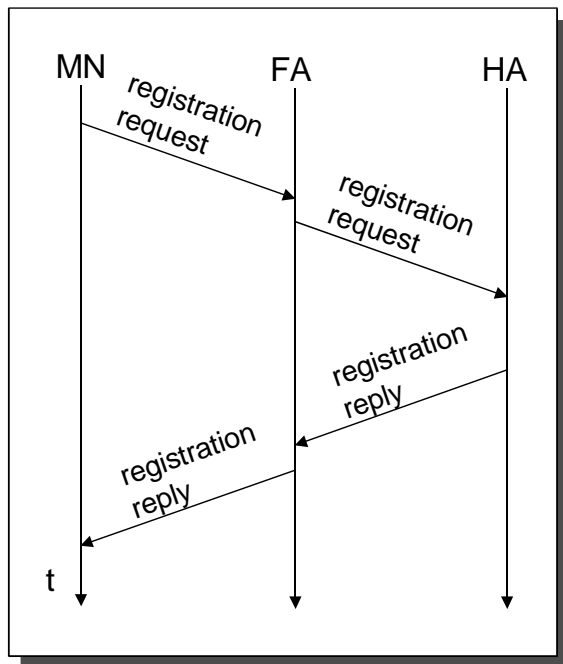 MN
FA
HA
registration
request
registration
request
registration
reply
registration
reply
t